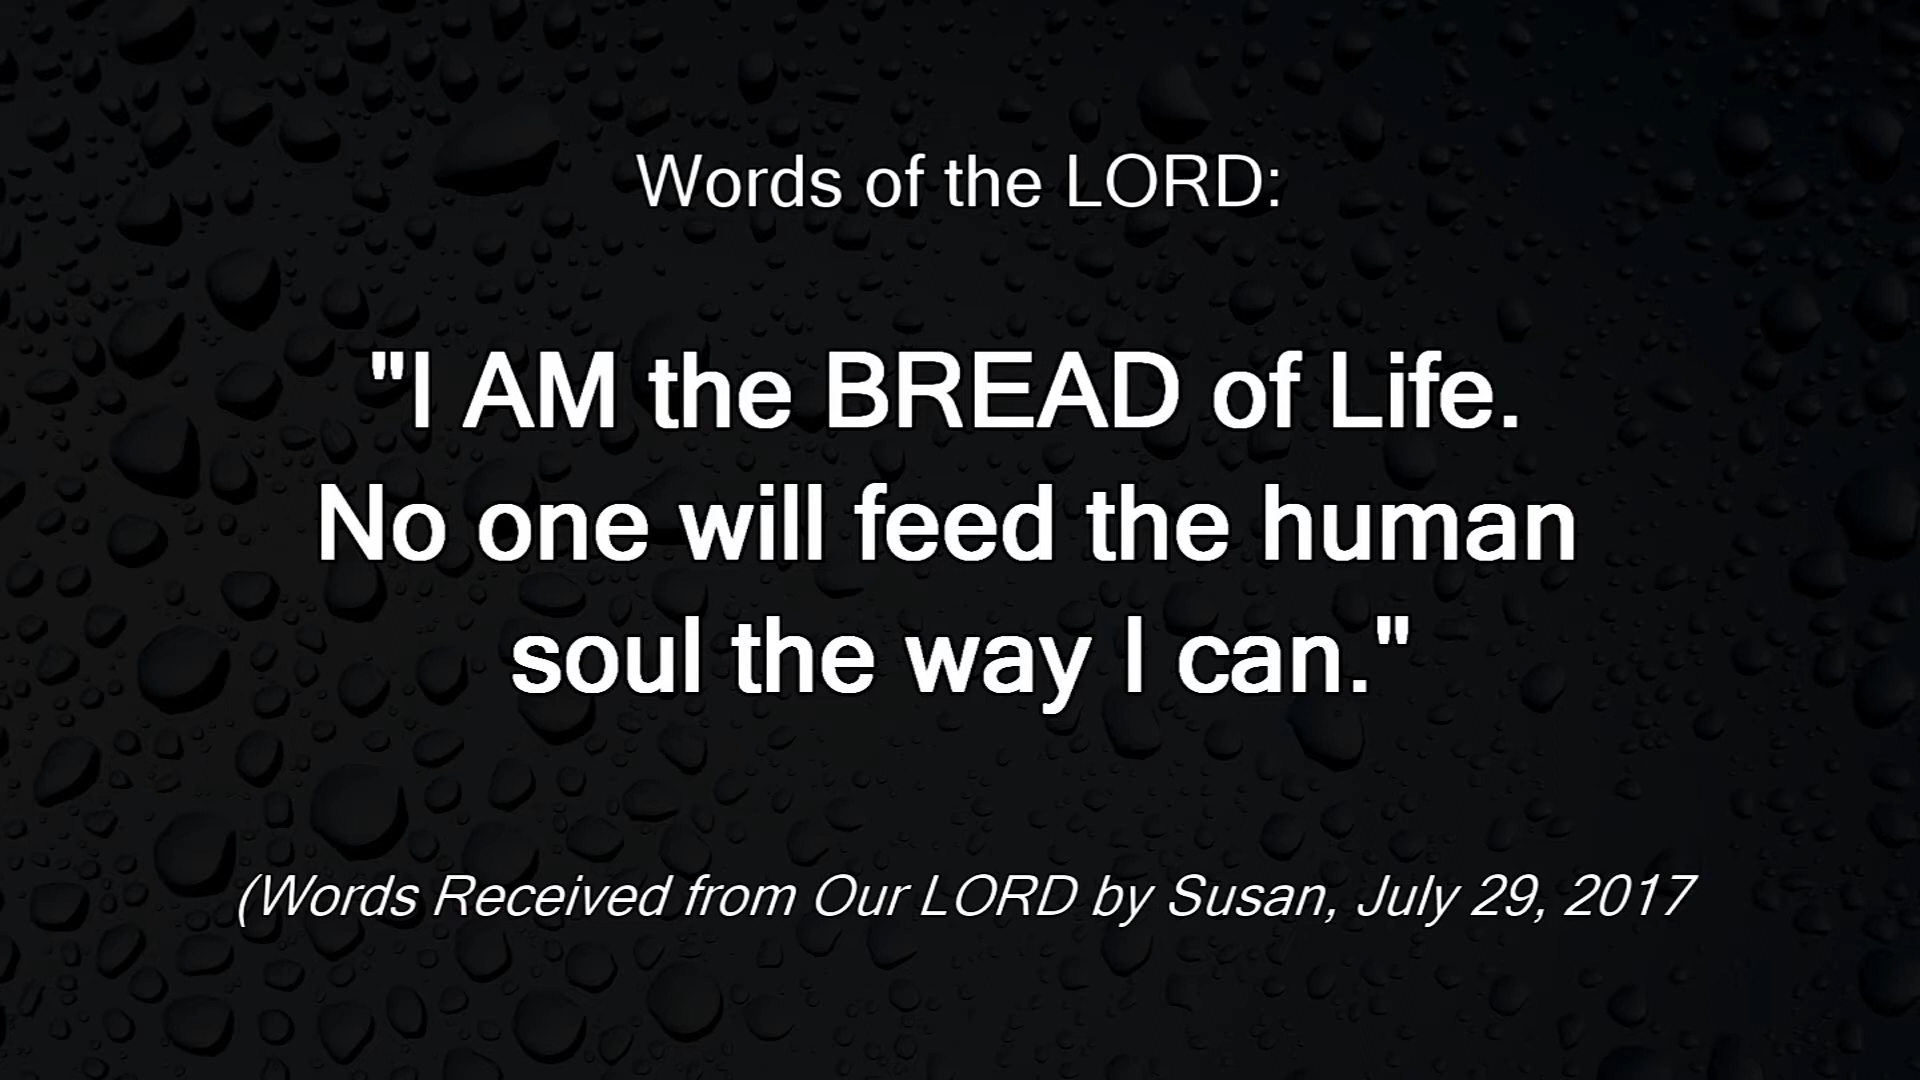 Words of the LORD:
"I AM the BREAD of Life.
No one will feed the human
soul the way I can."
(Words Received from Our LORD by Susan, July 29, 2017